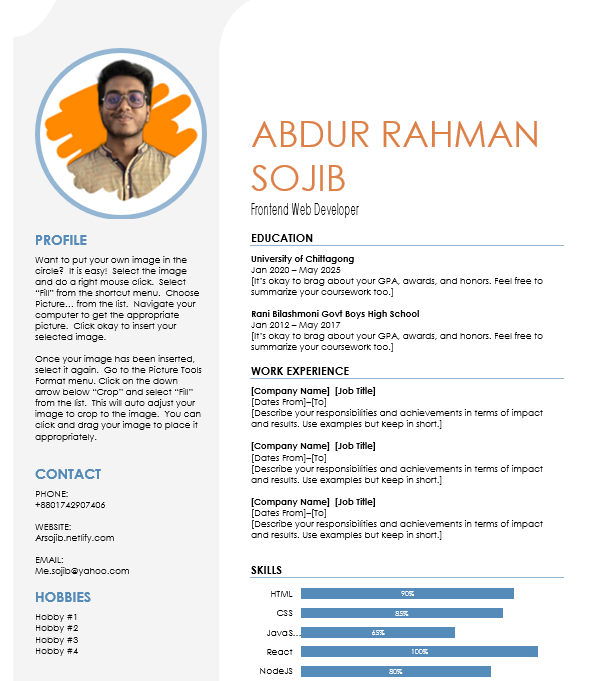 ABDUR RAHMAN
SOJIB
Frontend Web Developer
PROFILE
Want to put your own image in the
circle?  It is easy!  Select the image
and do a right mouse click.  Select
“Fill” from the shortcut menu.  Choose
Picture… from the list.  Navigate your
computer to get the appropriate
picture.  Click okay to insert your
selected image.
Once your image has been inserted,
select it again.  Go to the Picture Tools
Format menu. Click on the down
arrow below “Crop” and select “Fill”
from the list.  This will auto adjust your
image to crop to the image.  You can
click and drag your image to place it
appropriately.
CONTACT
PHONE:
+8801742907406
WEBSITE:
Arsojib.netlify.com
EMAIL:
Me.sojib@yahoo.com
HOBBIES
Hobby #1
Hobby #2
Hobby #3
Hobby #4
EDUCATION
University of Chittagong
Jan 2020 – May 2025
[It’s okay to brag about your GPA, awards, and honors. Feel free to
summarize your coursework too.]
Rani Bilashmoni Govt Boys High School
Jan 2012 – May 2017
[It’s okay to brag about your GPA, awards, and honors. Feel free to
summarize your coursework too.]
WORK EXPERIENCE
[Company Name]  [Job Title]
[Dates From]–[To]
[Describe your responsibilities and achievements in terms of impact
and results. Use examples but keep in short.]
[Company Name]  [Job Title]
[Dates From]–[To]
[Describe your responsibilities and achievements in terms of impact
and results. Use examples but keep in short.]
[Company Name]  [Job Title]
[Dates From]–[To]
[Describe your responsibilities and achievements in terms of impact
and results. Use examples but keep in short.]
SKILLS
HTML 90%
CSS 85%
JavaS... 65%
React 100%
NodeJS 80%